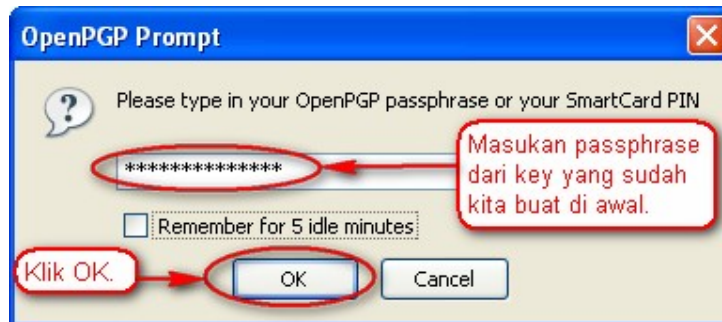 OpenPGP Prompt
Please type in your OpenPGP passphrase or your SmartCard PIN
**************
Masukan passphrase
dari key yang sudah
kita buat di awal.
Remember for 5 idle minutes
Klik OK.
OK
Cancel